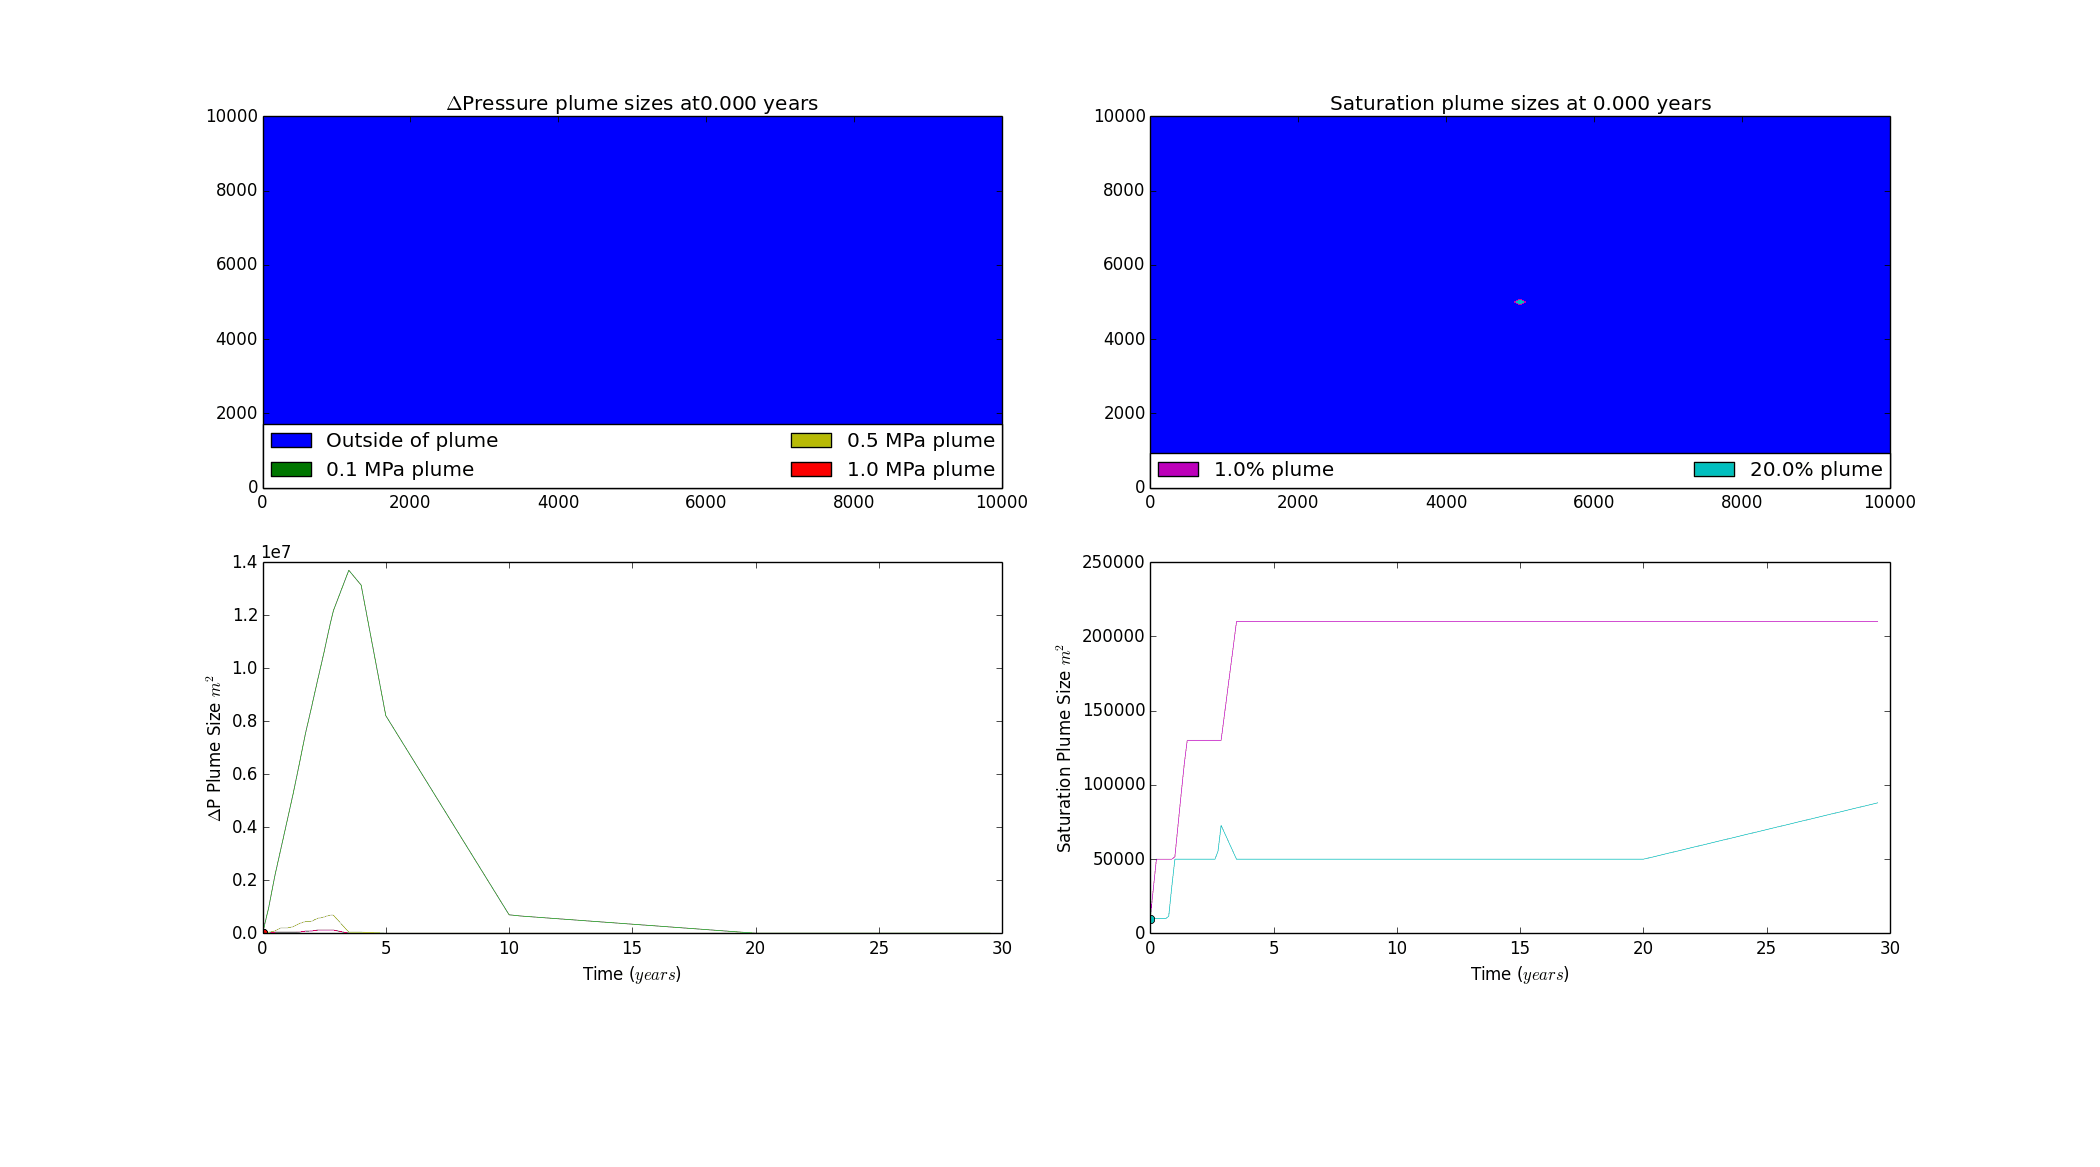 ΔPressure plume sizes at0.000 years
10000
8000
6000
4000
2000
0
Outside of plume
0.1 MPa plume
0.5 MPa plume
1.0 MPa plume
0 2000 4000 6000 8000 10000
Saturation plume sizes at 0.000 years
10000
8000
6000
4000
2000
0
1.0% plume
20.0% plume
0 2000 4000 6000 8000 10000
1e7
1.4
1.2
1.0
0.8
0.6
0.4
0.2
0.0
ΔP Plume Size m²
0 5 10 15 20 25 30
Time (years)
250000
200000
150000
100000
50000
0
Saturation Plume Size m²
0 5 10 15 20 25 30
Time (years)